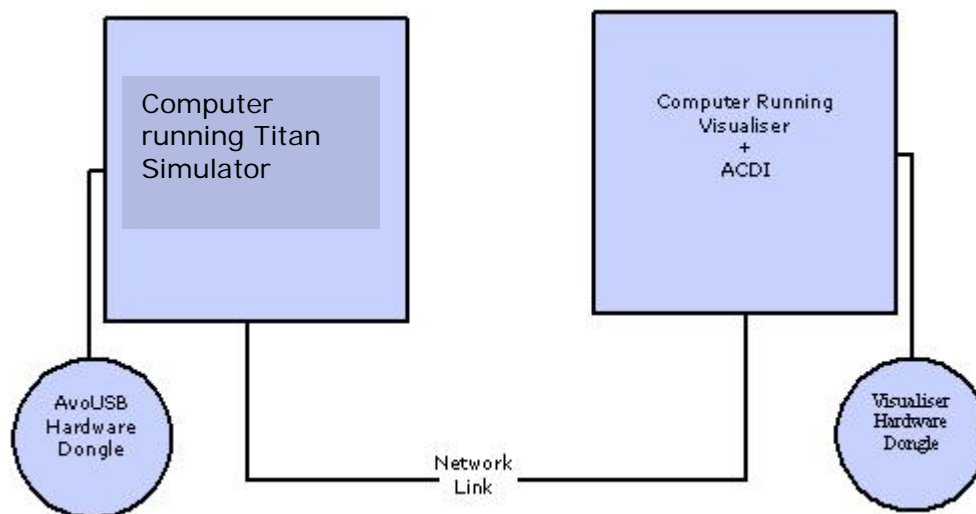 Computer
running Titan
Simulator
Computer Running
Visualiser
+
ACDI
AvoUSB
Hardware
Dongle
Visualiser
Hardware
Dongle
Network
Link